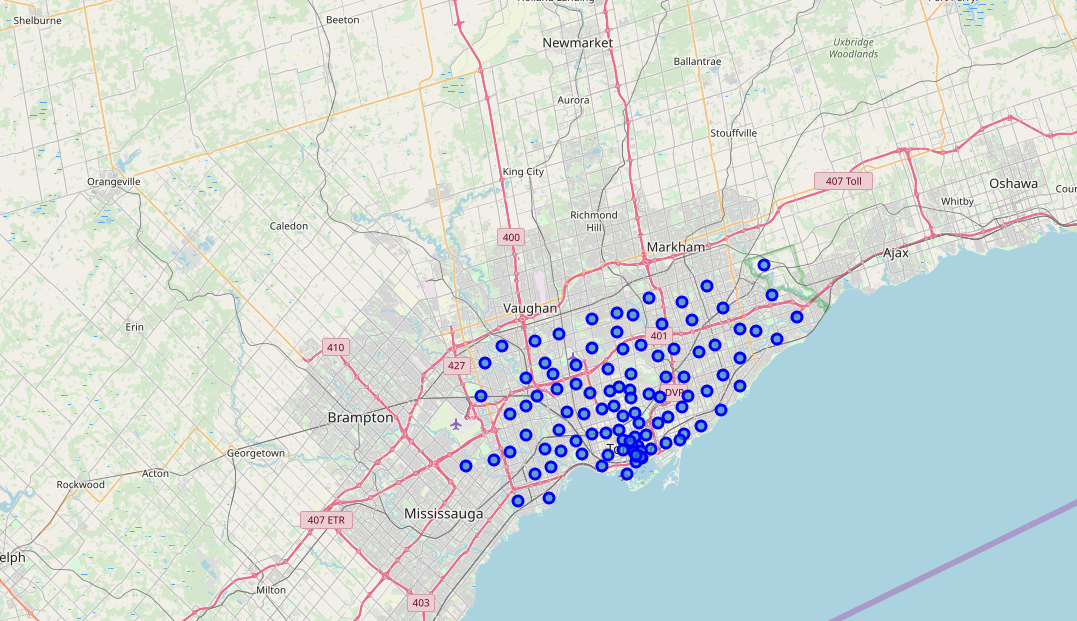 Shelburne
Beeton
Newmarket
Uxbridge
Woodlands
Ballantrae
Aurora
Stouffville
King City
Orangeville
407 Toll
Oshawa
Whitby
Richmond
Hill
Caledon
400
Markham
Ajax
Vaughan
Erin
410
401
427
DVP
Brampton
Georgetown
Acton
Rockwood
Mississauga
407 ETR
Milton
403